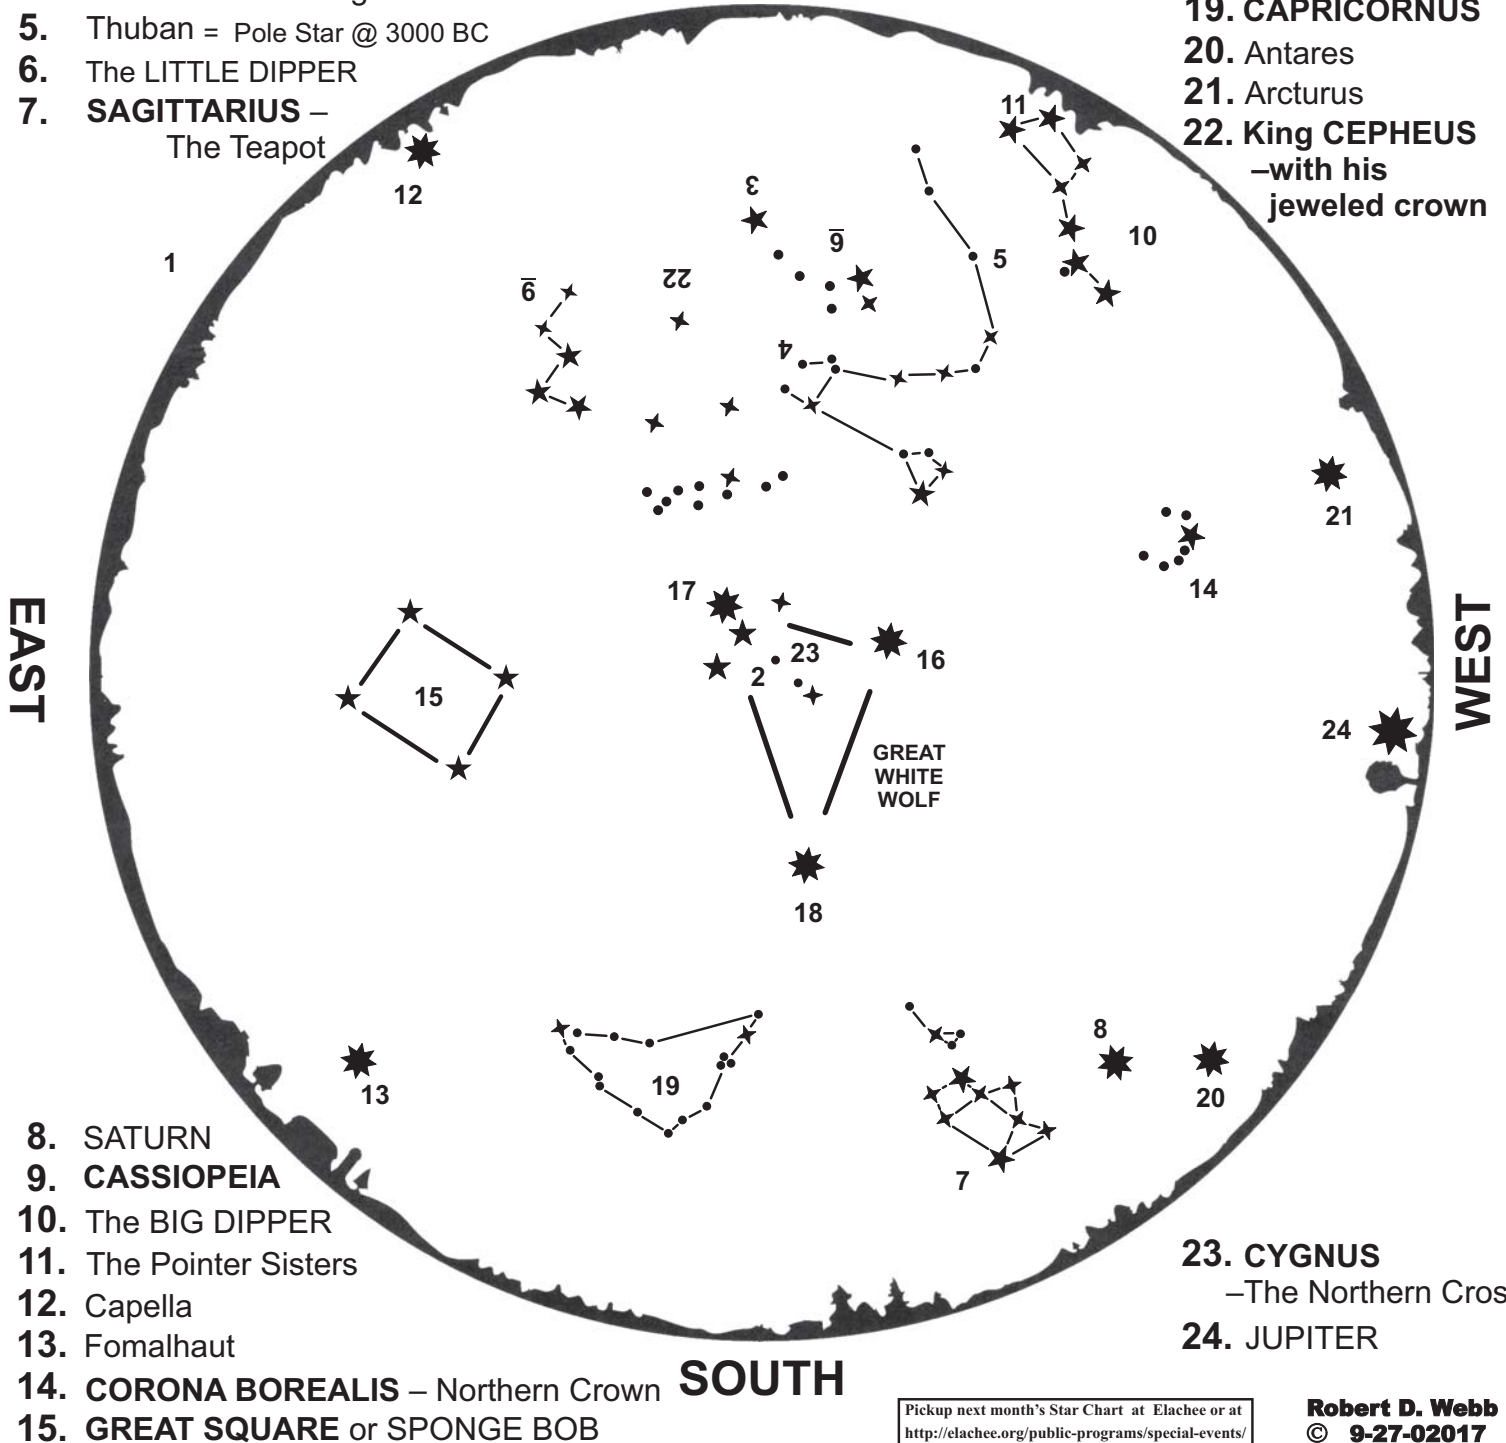 5. Thuban = Pole Star @ 3000 BC
6. The LITTLE DIPPER
7. SAGITTARIUS –
The Teapot
19. CAPRICORNUS
20. Antares
21. Arcturus
22. King CEPHEUS
–with his
jeweled crown
11
12
3
10
6
5
1
22
9
4
21
14
17
EAST
WEST
23
16
2
15
24
GREAT
WHITE
WOLF
18
8
19
20
13
7
8. SATURN
9. CASSIOPEIA
10. The BIG DIPPER
11. The Pointer Sisters
12. Capella
13. Fomalhaut
14. CORONA BOREALIS – Northern Crown
15. GREAT SQUARE or SPONGE BOB
SOUTH
23. CYGNUS
–The Northern Cros
24. JUPITER
Pickup next month's Star Chart at Elachee or at
http://elachee.org/public-programs/special-events/
Robert D. Webb
© 9-27-02017